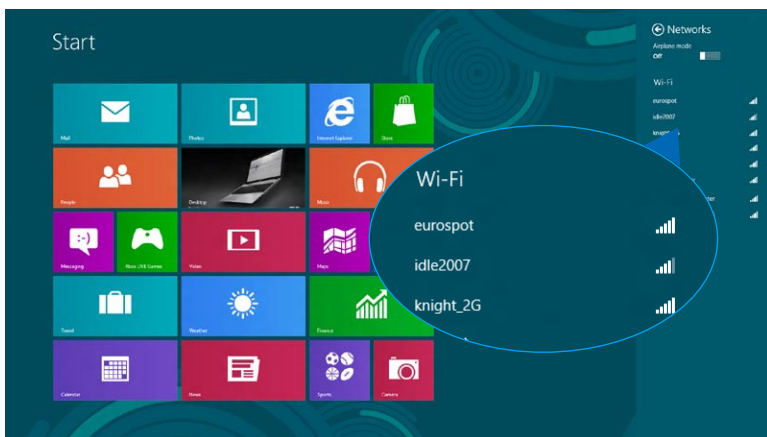 Start
Networks
Airplane mode
Off
Wi-Fi
eurospot
idle2007
Mail
Photos
Internet Explorer
Store
People
Desktop
Music
Messaging
Xbox LIVE Games
Video
Maps
Travel
Weather
Finance
Calendar
News
Sports
Camera
Wi-Fi
eurospot
idle2007
knight_2G